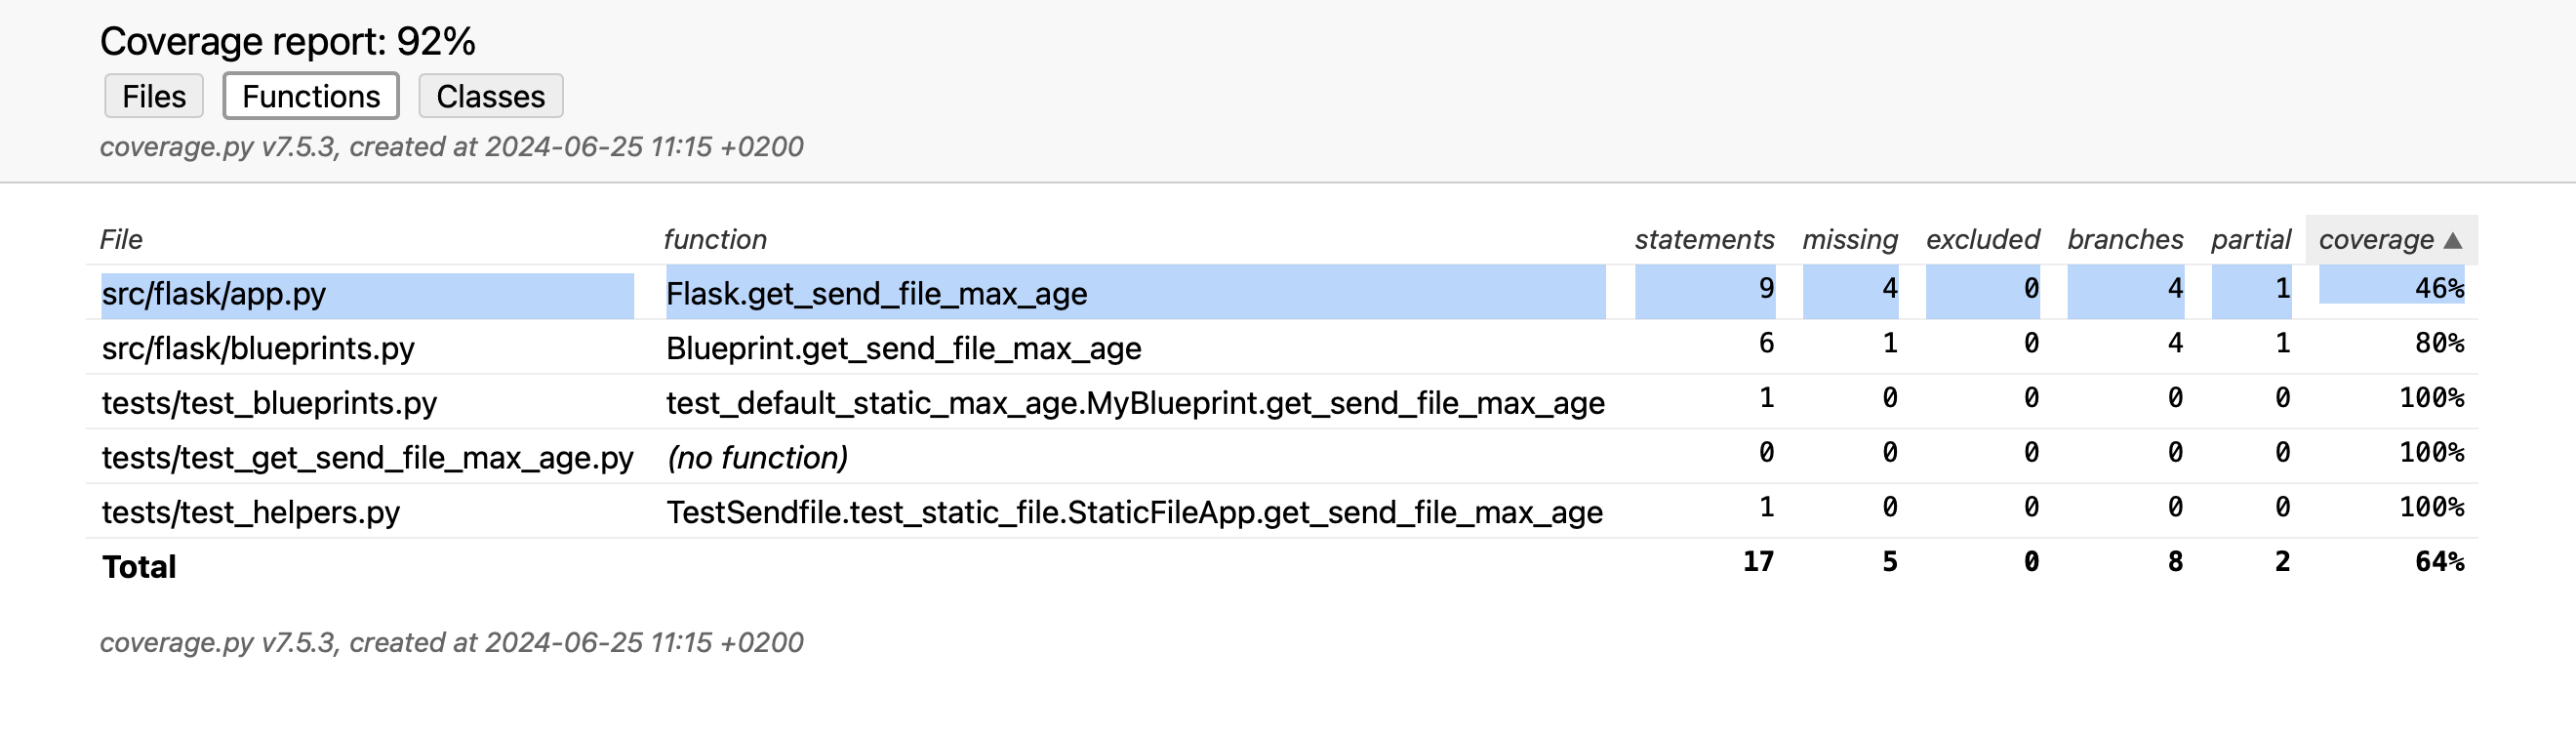 Coverage report: 92%
Files Functions Classes
coverage.py v7.5.3, created at 2024-06-25 11:15 +0200
File function statements missing excluded branches partial coverage ▲
src/flask/app.py Flask.get_send_file_max_age 9 4 0 4 1 46%
src/flask/blueprints.py Blueprint.get_send_file_max_age 6 1 0 4 1 80%
tests/test_blueprints.py test_default_static_max_age.MyBlueprint.get_send_file_max_age 1 0 0 0 0 100%
tests/test_get_send_file_max_age.py (no function) 0 0 0 0 0 100%
tests/test_helpers.py TestSendfile.test_static_file.StaticFileApp.get_send_file_max_age 1 0 0 0 0 100%
Total 17 5 0 8 2 64%
coverage.py v7.5.3, created at 2024-06-25 11:15 +0200